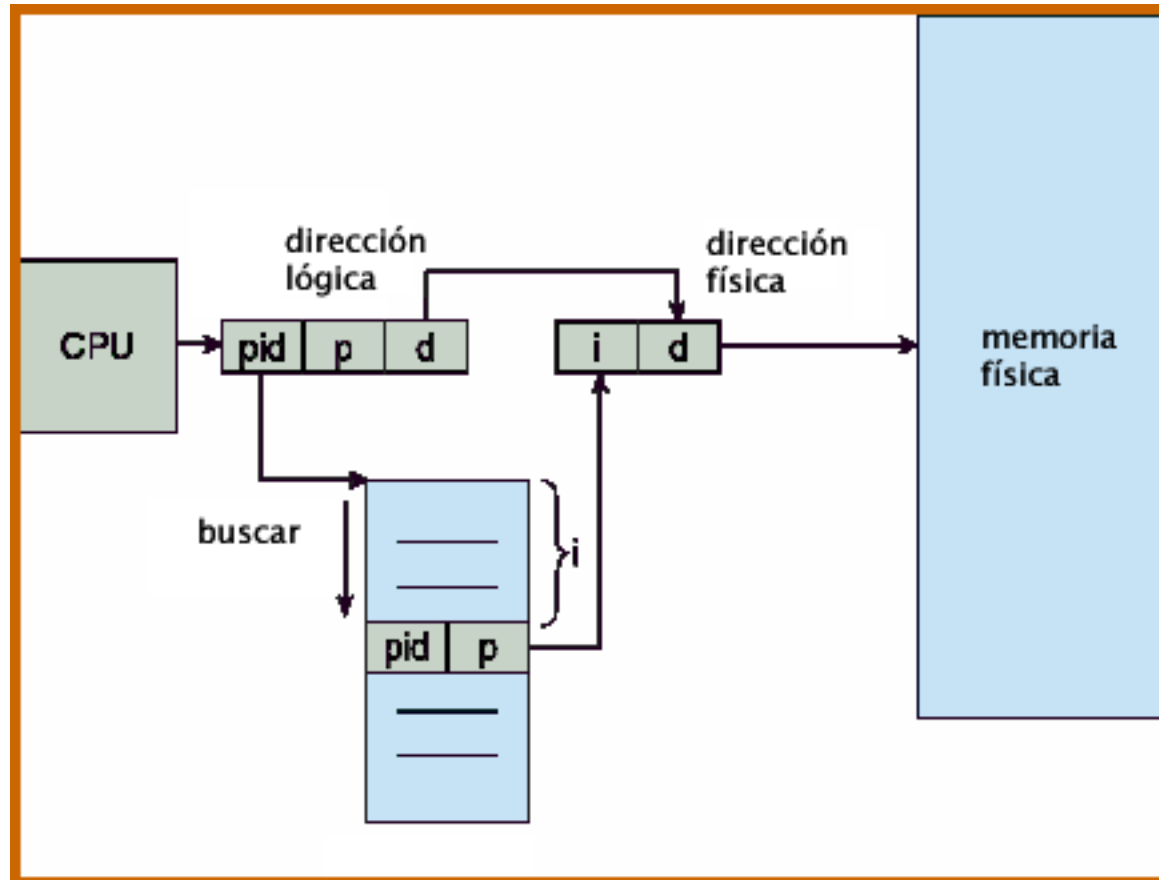 dirección
lógica
dirección
física
CPU
pid p d
i d
memoria
física
buscar
i
pid p